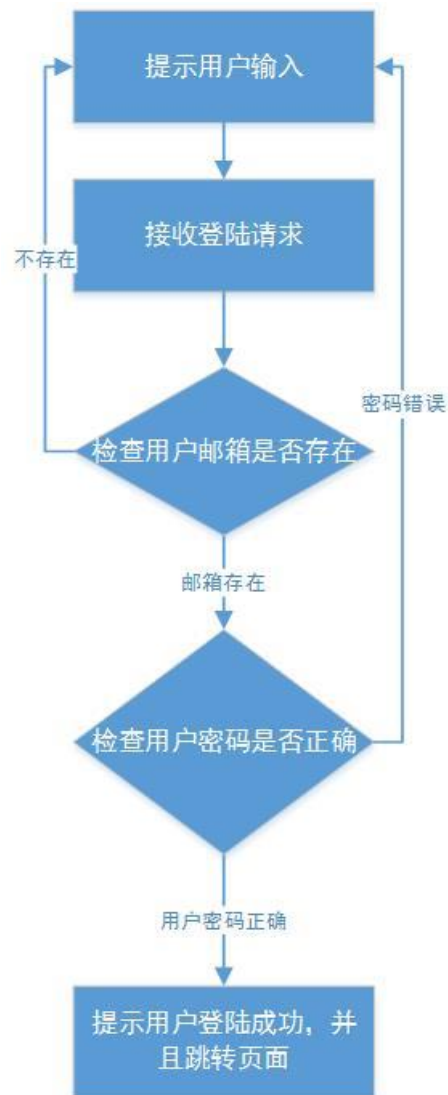 提示用户输入
接收登陆请求
不存在
密码错误
检查用户邮箱是否存在
邮箱存在
检查用户密码是否正确
用户密码正确
提示用户登陆成功，并
且跳转页面